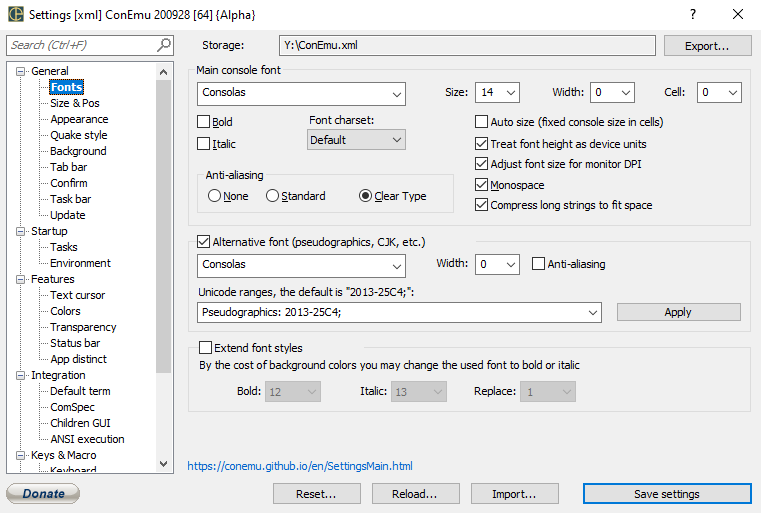 Settings [xml] ConEmu 200928 [64] {Alpha}
Search (Ctrl+F)
Storage: Y:\ConEmu.xml Export...
General
Fonts
Size & Pos
Appearance
Quake style
Background
Tab bar
Confirm
Task bar
Update
Startup
Tasks
Environment
Features
Text cursor
Colors
Transparency
Status bar
App distinct
Integration
Default term
ComSpec
Children GUI
ANSI execution
Keys & Macro
Keyboard
Main console font
Consolas Size: 14 Width: 0 Cell: 0
Bold Font charset: Auto size (fixed console size in cells)
Italic Default Treat font height as device units
Adjust font size for monitor DPI
Anti-aliasing Monospace
None Standard Clear Type Compress long strings to fit space
Alternative font (pseudographics, CJK, etc.)
Consolas Width: 0 Anti-aliasing
Unicode ranges, the default is "2013-25C4;":
Pseudographics: 2013-25C4; Apply
Extend font styles
By the cost of background colors you may change the used font to bold or italic
Bold: 12 Italic: 13 Replace: 1
https://conemu.github.io/en/SettingsMain.html
Donate Reset... Reload... Import... Save settings